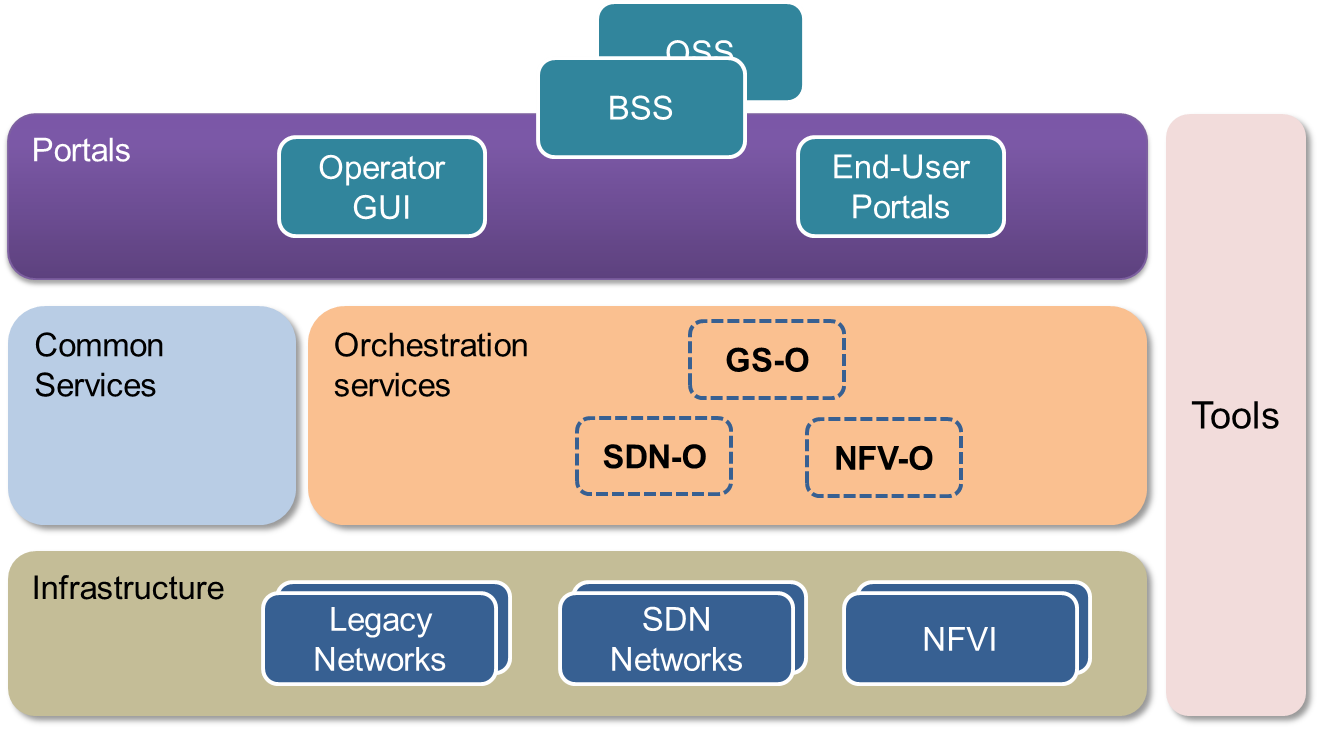 OSS
BSS
Portals
Operator
GUI
End-User
Portals
Common
Services
Orchestration
services
GS-O
SDN-O
NFV-O
Tools
Infrastructure
Legacy
Networks
SDN
Networks
NFVI